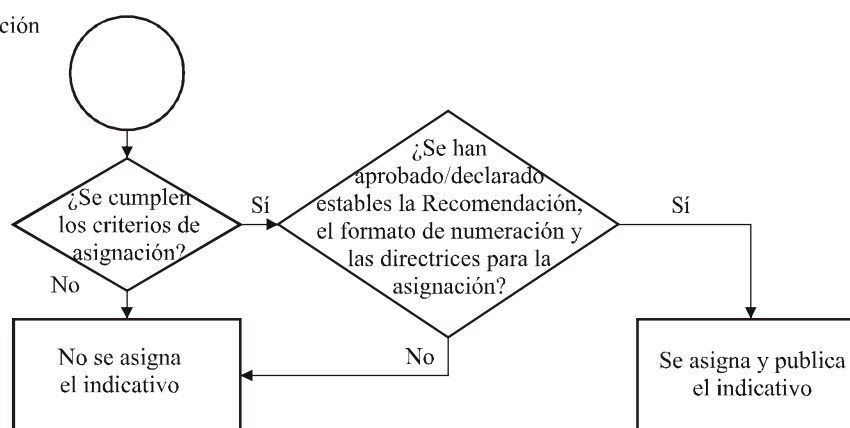 ción
¿Se cumplen
los criterios de
asignación?
Sí
¿Se han
aprobado/declarado
estables la Recomendación,
el formato de numeración y
las directrices para la
asignación?
Sí
No
No
No se asigna
el indicativo
Se asigna y publica
el indicativo